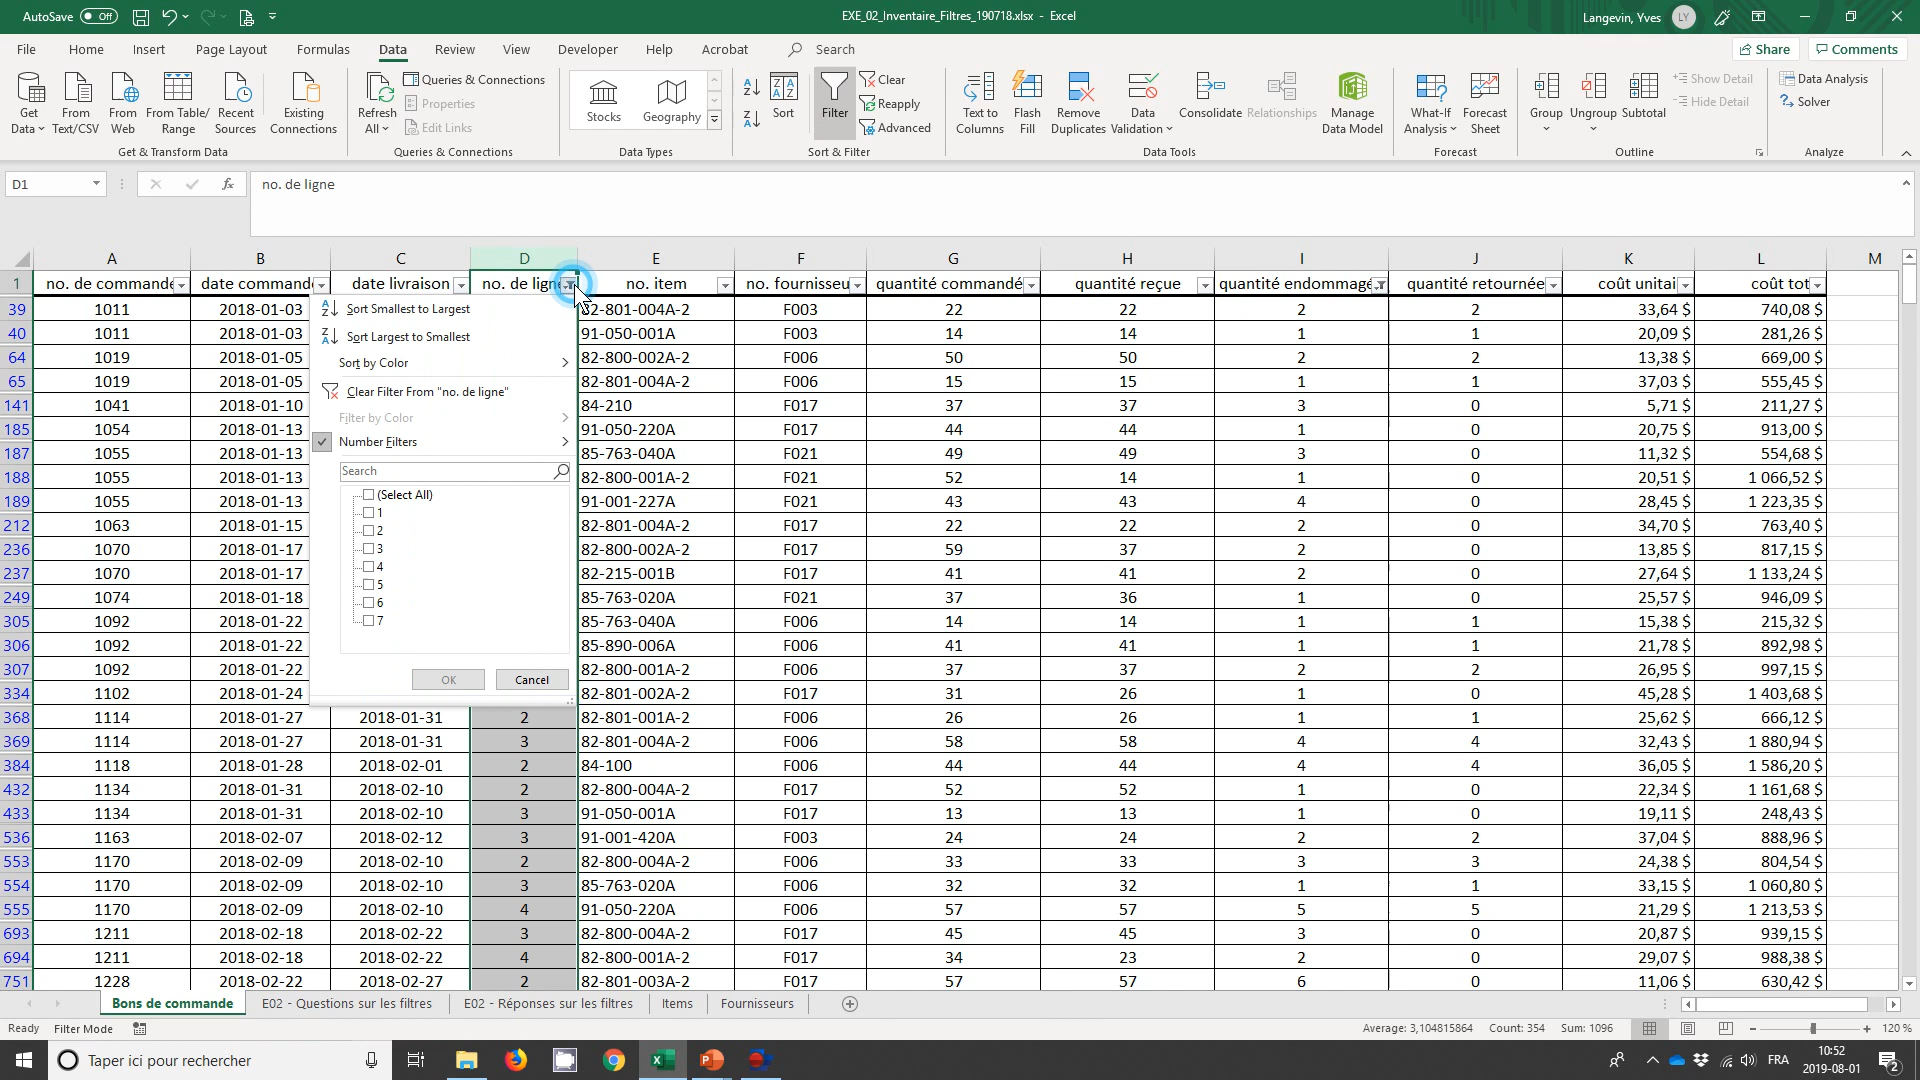 AutoSave Off EXE_02_Inventaire_Filtres_190718.xlsx - Excel Langevin, Yves LY
File Home Insert Page Layout Formulas Data Review View Developer Help Acrobat Search Share Comments
Get Data From Text/CSV From Web From Table/ Range Recent Sources Existing Connections
Refresh All Queries & Connections Properties Edit Links
Stocks Geography
Sort Filter Clear Reapply Advanced
Text to Columns Flash Fill Remove Duplicates Data Validation Consolidate Relationships Manage Data Model
What-If Analysis Forecast Sheet
Group Ungroup Subtotal Show Detail Hide Detail
Data Analysis Solver
Get & Transform Data Queries & Connections Data Types Sort & Filter Data Tools Forecast Outline Analyze
D1 fx no. de ligne
A B C D E F G H I J K L M
1 no. de commande date command date livraison no. de ligne no. item no. fournisseu quantité commandé quantité reçue quantité endommagé quantité retournée coût unitai coût tot
Sort Smallest to Largest
Sort Largest to Smallest
Sort by Color
Clear Filter From "no. de ligne"
Filter by Color
Number Filters
Search
(Select All)
1
2
3
4
5
6
7
OK Cancel
39 1011 2018-01-03 82-801-004A-2 F003 22 22 2 2 33,64 $ 740,08 $
40 1011 2018-01-03 91-050-001A F003 14 14 1 1 20,09 $ 281,26 $
64 1019 2018-01-05 82-800-002A-2 F006 50 50 2 2 13,38 $ 669,00 $
65 1019 2018-01-05 82-801-004A-2 F006 15 15 1 1 37,03 $ 555,45 $
141 1041 2018-01-10 84-210 F017 37 37 3 0 5,71 $ 211,27 $
185 1054 2018-01-13 91-050-220A F017 44 44 1 0 20,75 $ 913,00 $
187 1055 2018-01-13 85-763-040A F021 49 49 3 0 11,32 $ 554,68 $
188 1055 2018-01-13 82-800-001A-2 F021 52 14 1 0 20,51 $ 1 066,52 $
189 1055 2018-01-13 91-001-227A F021 43 43 4 0 28,45 $ 1 223,35 $
212 1063 2018-01-15 82-801-004A-2 F017 22 22 2 0 34,70 $ 763,40 $
236 1070 2018-01-17 82-800-002A-2 F017 59 37 2 0 13,85 $ 817,15 $
237 1070 2018-01-17 82-215-001B F017 41 41 2 0 27,64 $ 1 133,24 $
249 1074 2018-01-18 85-763-020A F021 37 36 1 0 25,57 $ 946,09 $
305 1092 2018-01-22 85-763-040A F006 14 14 1 1 15,38 $ 215,32 $
306 1092 2018-01-22 85-890-006A F006 41 41 1 1 21,78 $ 892,98 $
307 1092 2018-01-22 82-800-001A-2 F006 37 37 2 2 26,95 $ 997,15 $
334 1102 2018-01-24 82-801-002A-2 F017 31 26 1 0 45,28 $ 1 403,68 $
368 1114 2018-01-27 2018-01-31 2 82-801-001A-2 F006 26 26 1 1 25,62 $ 666,12 $
369 1114 2018-01-27 2018-01-31 3 82-801-004A-2 F006 58 58 4 4 32,43 $ 1 880,94 $
384 1118 2018-01-28 2018-02-01 2 84-100 F006 44 44 4 4 36,05 $ 1 586,20 $
432 1134 2018-01-31 2018-02-10 2 82-800-004A-2 F017 52 52 1 0 22,34 $ 1 161,68 $
433 1134 2018-01-31 2018-02-10 3 91-050-001A F017 13 13 1 0 19,11 $ 248,43 $
536 1163 2018-02-07 2018-02-12 3 91-001-420A F003 24 24 2 2 37,04 $ 888,96 $
553 1170 2018-02-09 2018-02-10 2 82-800-004A-2 F006 33 33 3 3 24,38 $ 804,54 $
554 1170 2018-02-09 2018-02-10 3 85-763-020A F006 32 32 1 1 33,15 $ 1 060,80 $
555 1170 2018-02-09 2018-02-10 4 91-050-220A F006 57 57 5 5 21,29 $ 1 213,53 $
693 1211 2018-02-18 2018-02-22 3 82-800-004A-2 F017 45 45 3 0 20,87 $ 939,15 $
694 1211 2018-02-18 2018-02-22 4 82-800-001A-2 F017 34 23 2 0 29,07 $ 988,38 $
751 1228 2018-02-22 2018-02-27 2 82-801-003A-2 F017 57 57 6 0 11,06 $ 630,42 $
Bons de commande E02 - Questions sur les filtres E02 - Réponses sur les filtres Items Fournisseurs
Ready Filter Mode Average: 3,104815864 Count: 354 Sum: 1096 120 %
Taper ici pour rechercher FRA 10:52 2019-08-01 2